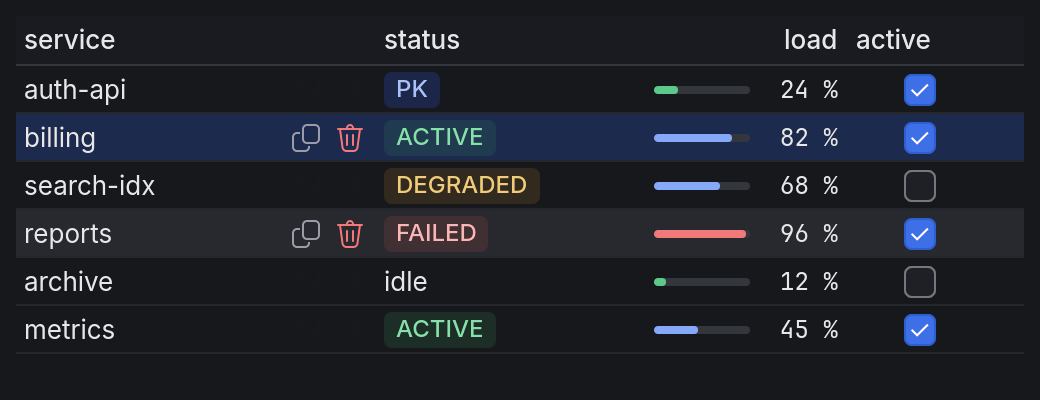 service status load active
auth-api PK 24 %
billing ACTIVE 82 %
search-idx DEGRADED 68 %
reports FAILED 96 %
archive idle 12 %
metrics ACTIVE 45 %